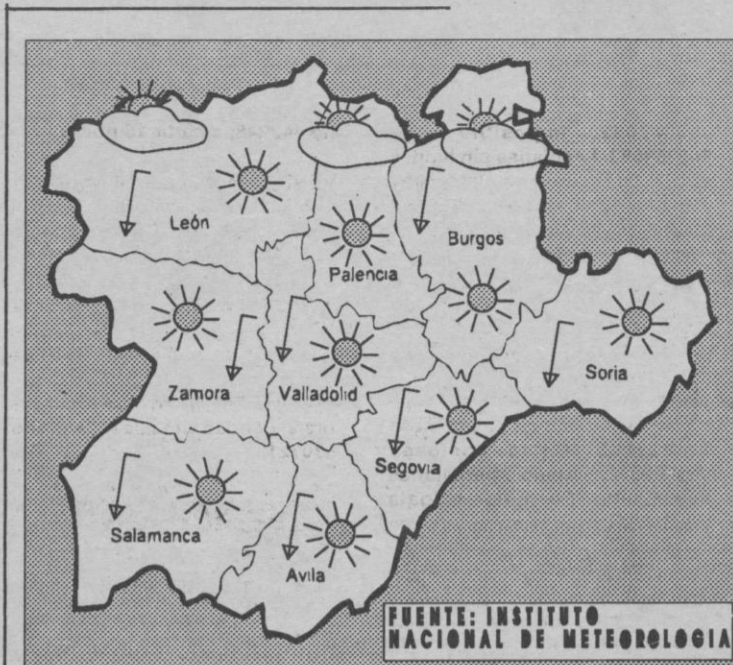 León
Burgos
Palencia
Zamora
Valladolid
Soria
Segovia
Salamanca
Avila
FUENTE: INSTITUTO
NACIONAL DE METEOROLOGIA